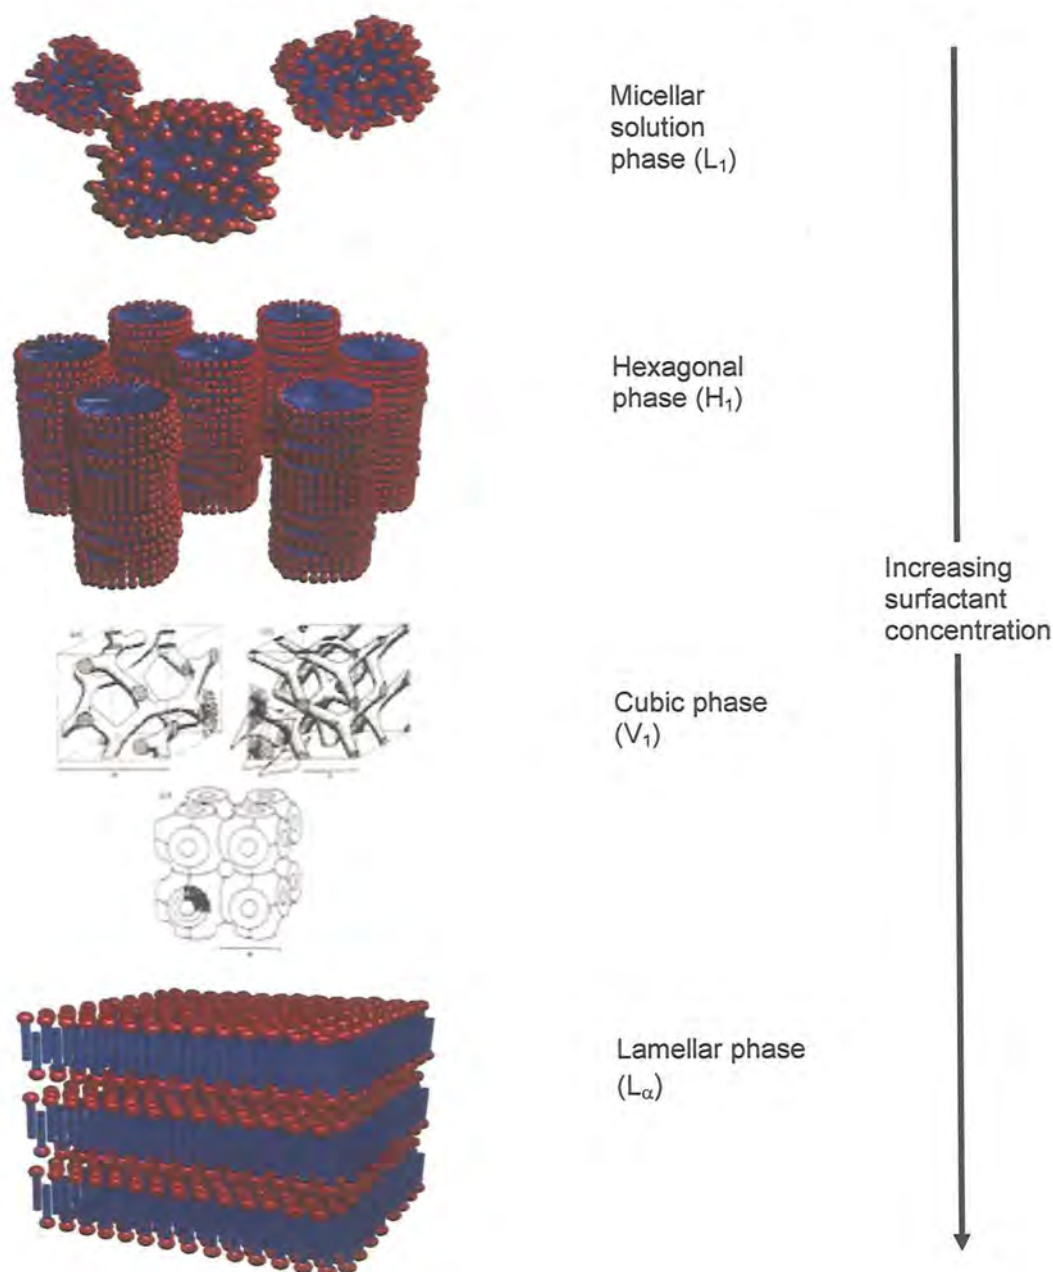 Micellar
solution
phase (L₁)
Hexagonal
phase (H₁)
Increasing
surfactant
concentration
Cubic phase
(V₁)
Lamellar phase
(Lα)